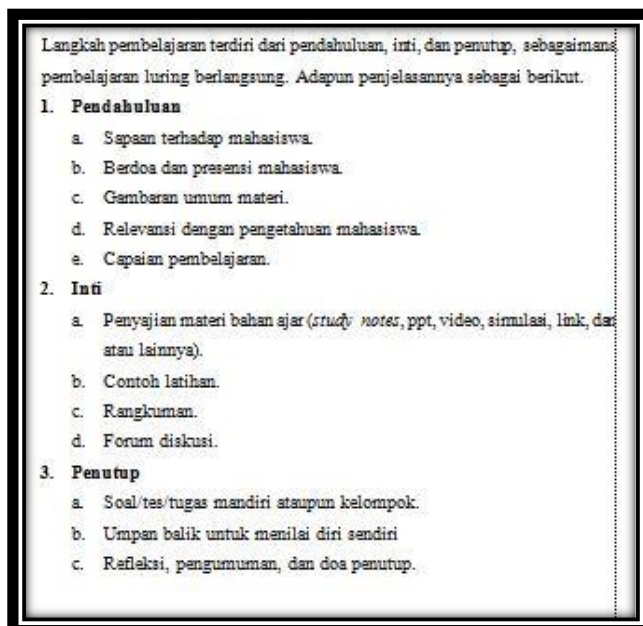 Langkah pembelajaran terdiri dari pendahuluan, inti, dan penutup, sebagaimana
pembelajaran luring berlangsung. Adapun penjelasannya sebagai berikut.
1. Pendahuluan
a. Sapaan terhadap mahasiswa.
b. Berdoa dan presensi mahasiswa.
c. Gambaran umum materi.
d. Relevansi dengan pengetahuan mahasiswa.
e. Capaian pembelajaran.
2. Inti
a. Penyajian materi bahan ajar (study notes, ppt, video, simulasi, link, dan
atau lainnya).
b. Contoh latihan.
c. Rangkuman.
d. Forum diskusi.
3. Penutup
a. Soal/tes/tugas mandiri ataupun kelompok.
b. Umpan balik untuk menilai diri sendiri
c. Refleksi, pengumuman, dan doa penutup.